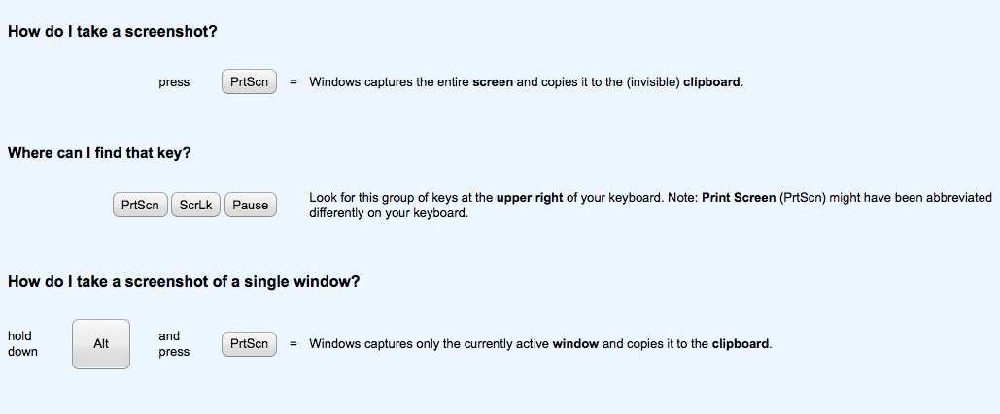 How do I take a screenshot?
press PrtScn = Windows captures the entire screen and copies it to the (invisible) clipboard.
Where can I find that key?
PrtScn ScrLk Pause Look for this group of keys at the upper right of your keyboard. Note: Print Screen (PrtScn) might have been abbreviated
differently on your keyboard.
How do I take a screenshot of a single window?
hold
down
Alt
and
press
PrtScn = Windows captures only the currently active window and copies it to the clipboard.